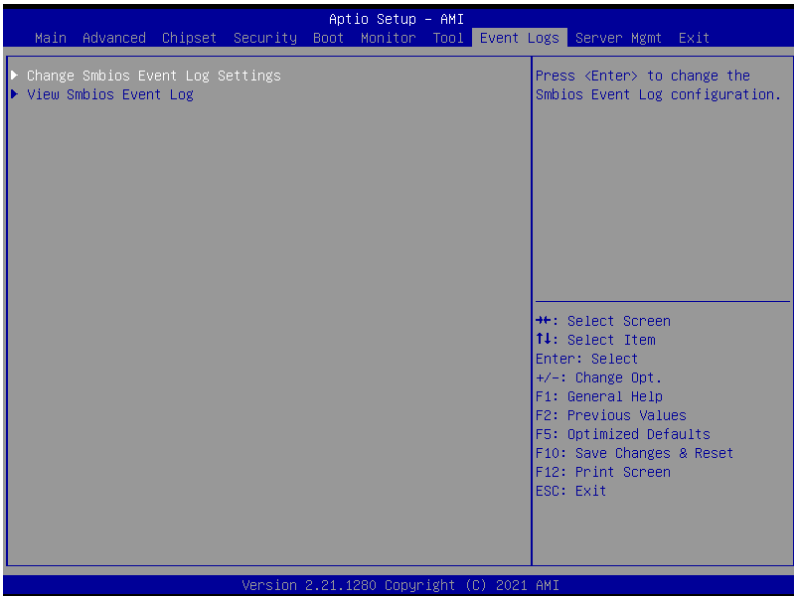 Aptio Setup - AMI
Main Advanced Chipset Security Boot Monitor Tool Event Logs Server Mgmt Exit
Change Smbios Event Log Settings
View Smbios Event Log
Press <Enter> to change the
Smbios Event Log configuration.
→←: Select Screen
↑↓: Select Item
Enter: Select
+/-: Change Opt.
F1: General Help
F2: Previous Values
F5: Optimized Defaults
F10: Save Changes & Reset
F12: Print Screen
ESC: Exit
Version 2.21.1280 Copyright (C) 2021 AMI